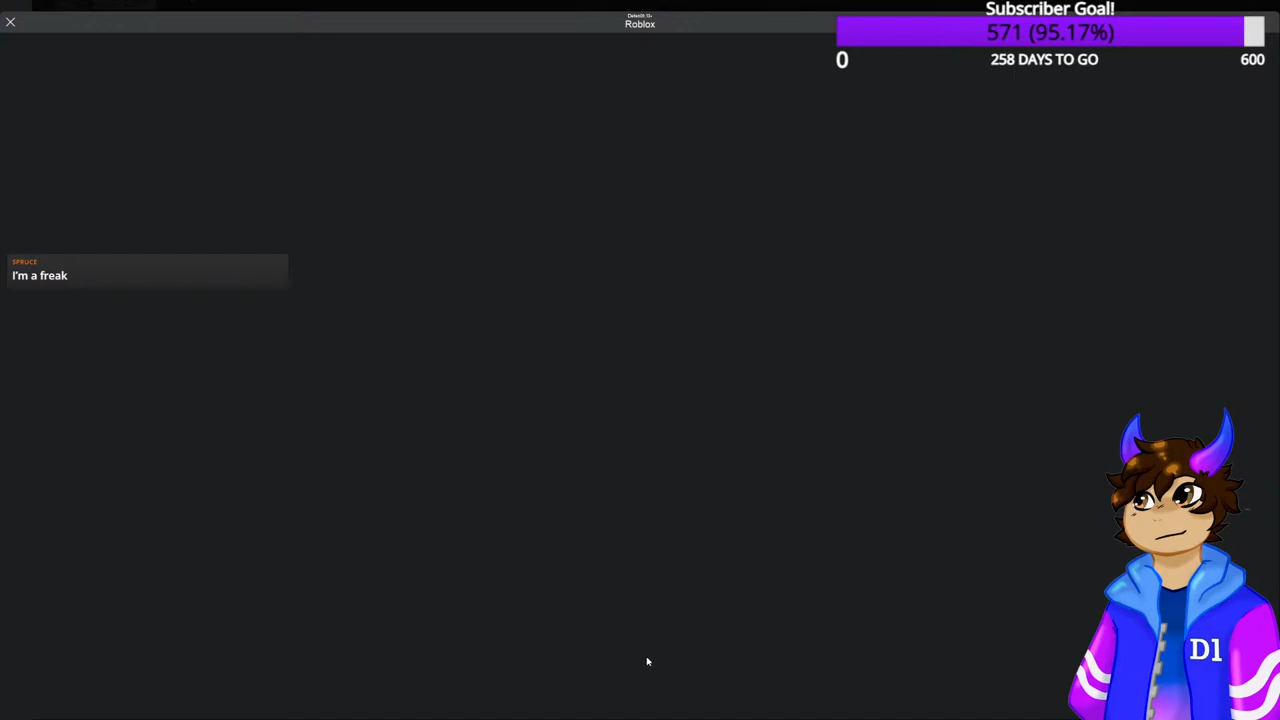 Roblox
Subscriber Goal!
571 (95.17%)
0
258 DAYS TO GO
600
SPRUCE
I'm a freak
D1